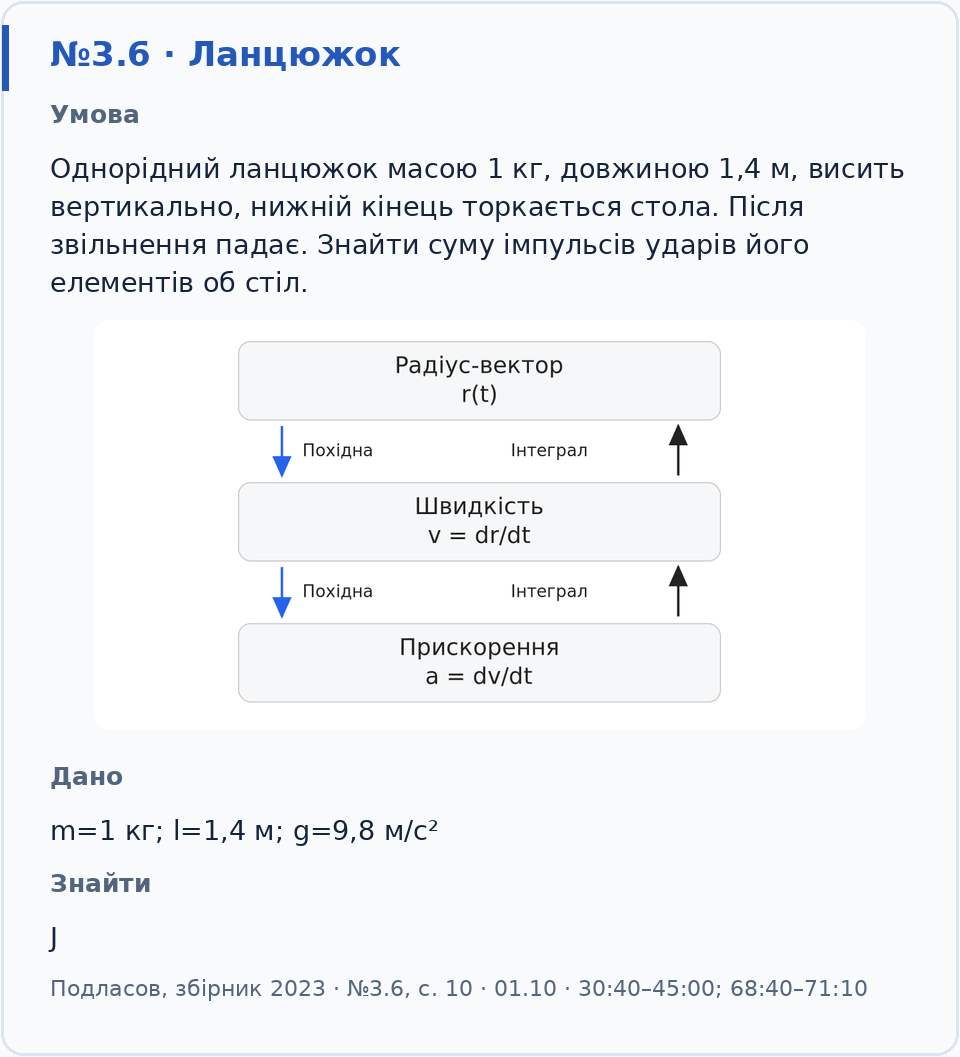 №3.6 · Ланцюжок
Умова
Однорідний ланцюжок масою 1 кг, довжиною 1,4 м, висить
вертикально, нижній кінець торкається стола. Після
звільнення падає. Знайти суму імпульсів ударів його
елементів об стіл.
Радіус-вектор
r(t)
Похідна Інтеграл
Швидкість
v = dr/dt
Похідна Інтеграл
Прискорення
a = dv/dt
Дано
m=1 кг; l=1,4 м; g=9,8 м/с²
Знайти
J
Подласов, збірник 2023 · №3.6, с. 10 · 01.10 · 30:40–45:00; 68:40–71:10